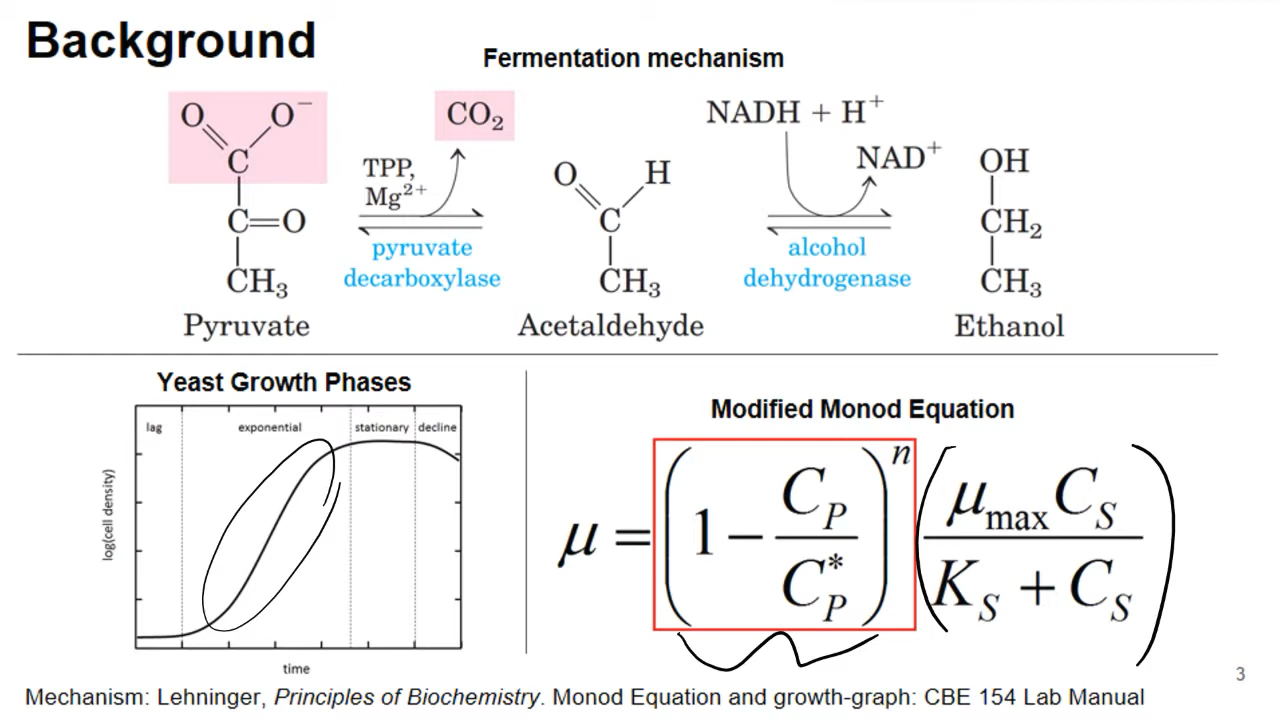 Background
Fermentation mechanism
O O⁻
C
C=O
CH₃
Pyruvate
CO₂
TPP,
Mg²⁺
pyruvate
decarboxylase
O H
C
CH₃
Acetaldehyde
NADH + H⁺
NAD⁺
alcohol
dehydrogenase
OH
CH₂
CH₃
Ethanol
Yeast Growth Phases
lag exponential stationary decline
log(cell density)
time
Modified Monod Equation
μ = (1 − C_P / C*_P)ⁿ (μ_max C_S / K_S + C_S)
3
Mechanism: Lehninger, Principles of Biochemistry. Monod Equation and growth-graph: CBE 154 Lab Manual